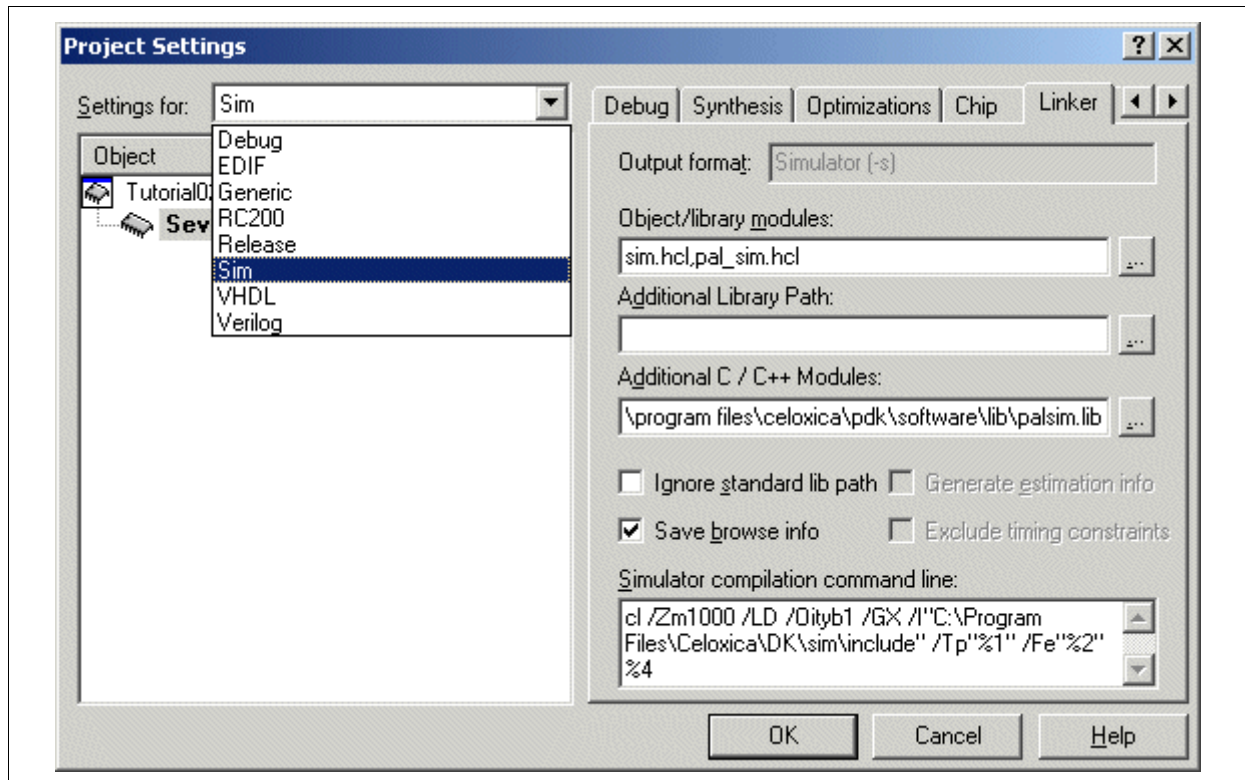 Project Settings
Settings for: Sim
Debug
EDIF
Generic
RC200
Release
Sim
VHDL
Verilog
Object
Tutorial02
Sev
Debug Synthesis Optimizations Chip Linker
Output format: Simulator (-s)
Object/library modules:
sim.hcl,pal_sim.hcl
...
Additional Library Path:
...
Additional C / C++ Modules:
\program files\celoxica\pdk\software\lib\palsim.lib
...
Ignore standard lib path
Generate estimation info
Save browse info
Exclude timing constraints
Simulator compilation command line:
cl /Zm1000 /LD /Oityb1 /GX /I"C:\Program
Files\Celoxica\DK\sim\include" /Tp"%1" /Fe"%2"
%4
OK Cancel Help